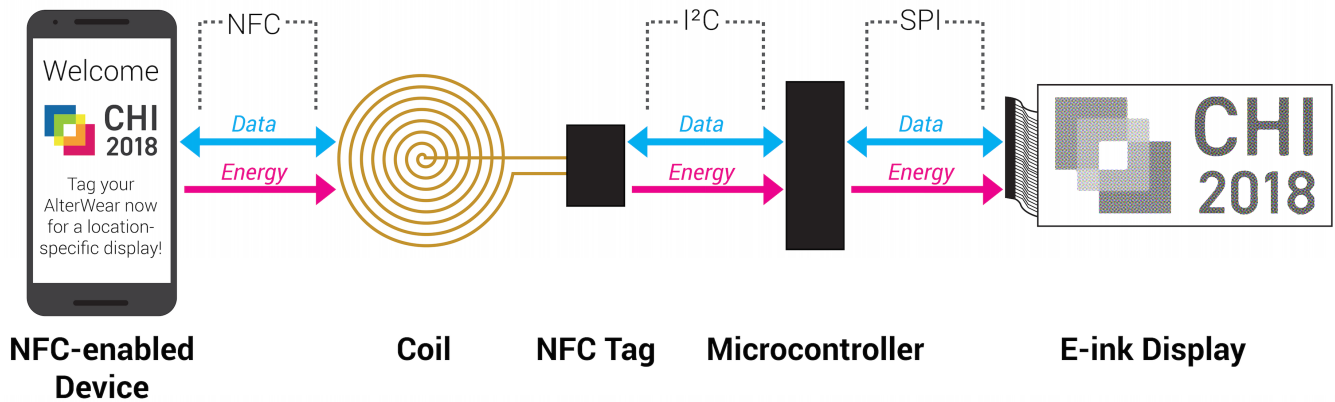 NFC
I²C
SPI
Welcome
CHI
2018
Tag your
AlterWear now
for a location-
specific display!
Data
Energy
Data
Energy
Data
Energy
CHI
2018
NFC-enabled
Device
Coil
NFC Tag
Microcontroller
E-ink Display